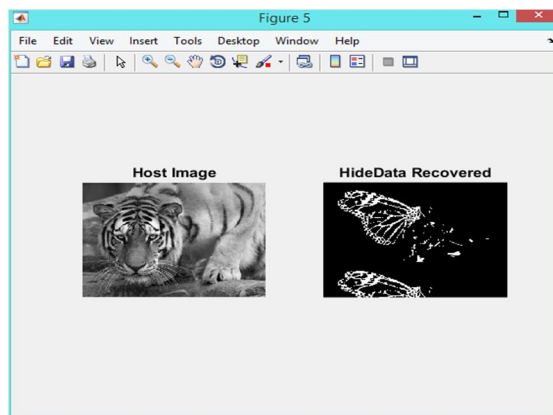 Figure 5
File Edit View Insert Tools Desktop Window Help
Host Image
HideData Recovered